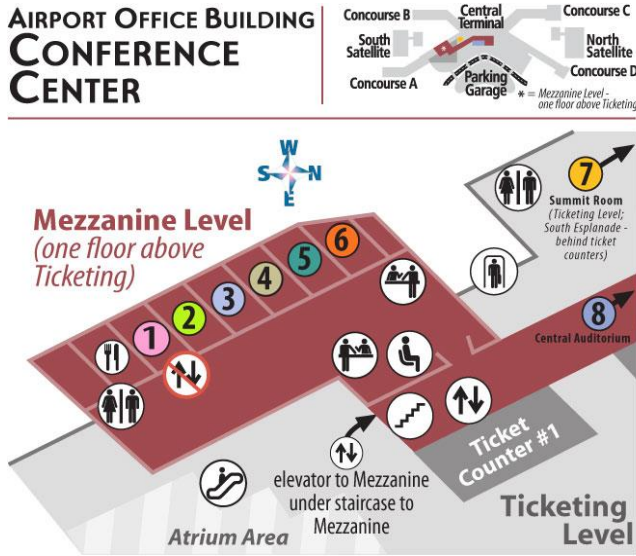 AIRPORT OFFICE BUILDING
CONFERENCE
CENTER
Concourse B
Central
Terminal
Concourse C
South
Satellite
North
Satellite
Concourse A
Parking
Garage
Concourse D
* = Mezzanine Level -
one floor above Ticketing
W
S N
E
Mezzanine Level
(one floor above
Ticketing)
7
Summit Room
(Ticketing Level;
South Esplanade -
behind ticket
counters)
6
5
4
3
2
1
8
Central Auditorium
Ticket
Counter #1
elevator to Mezzanine
under staircase to
Mezzanine
Atrium Area
Ticketing
Level